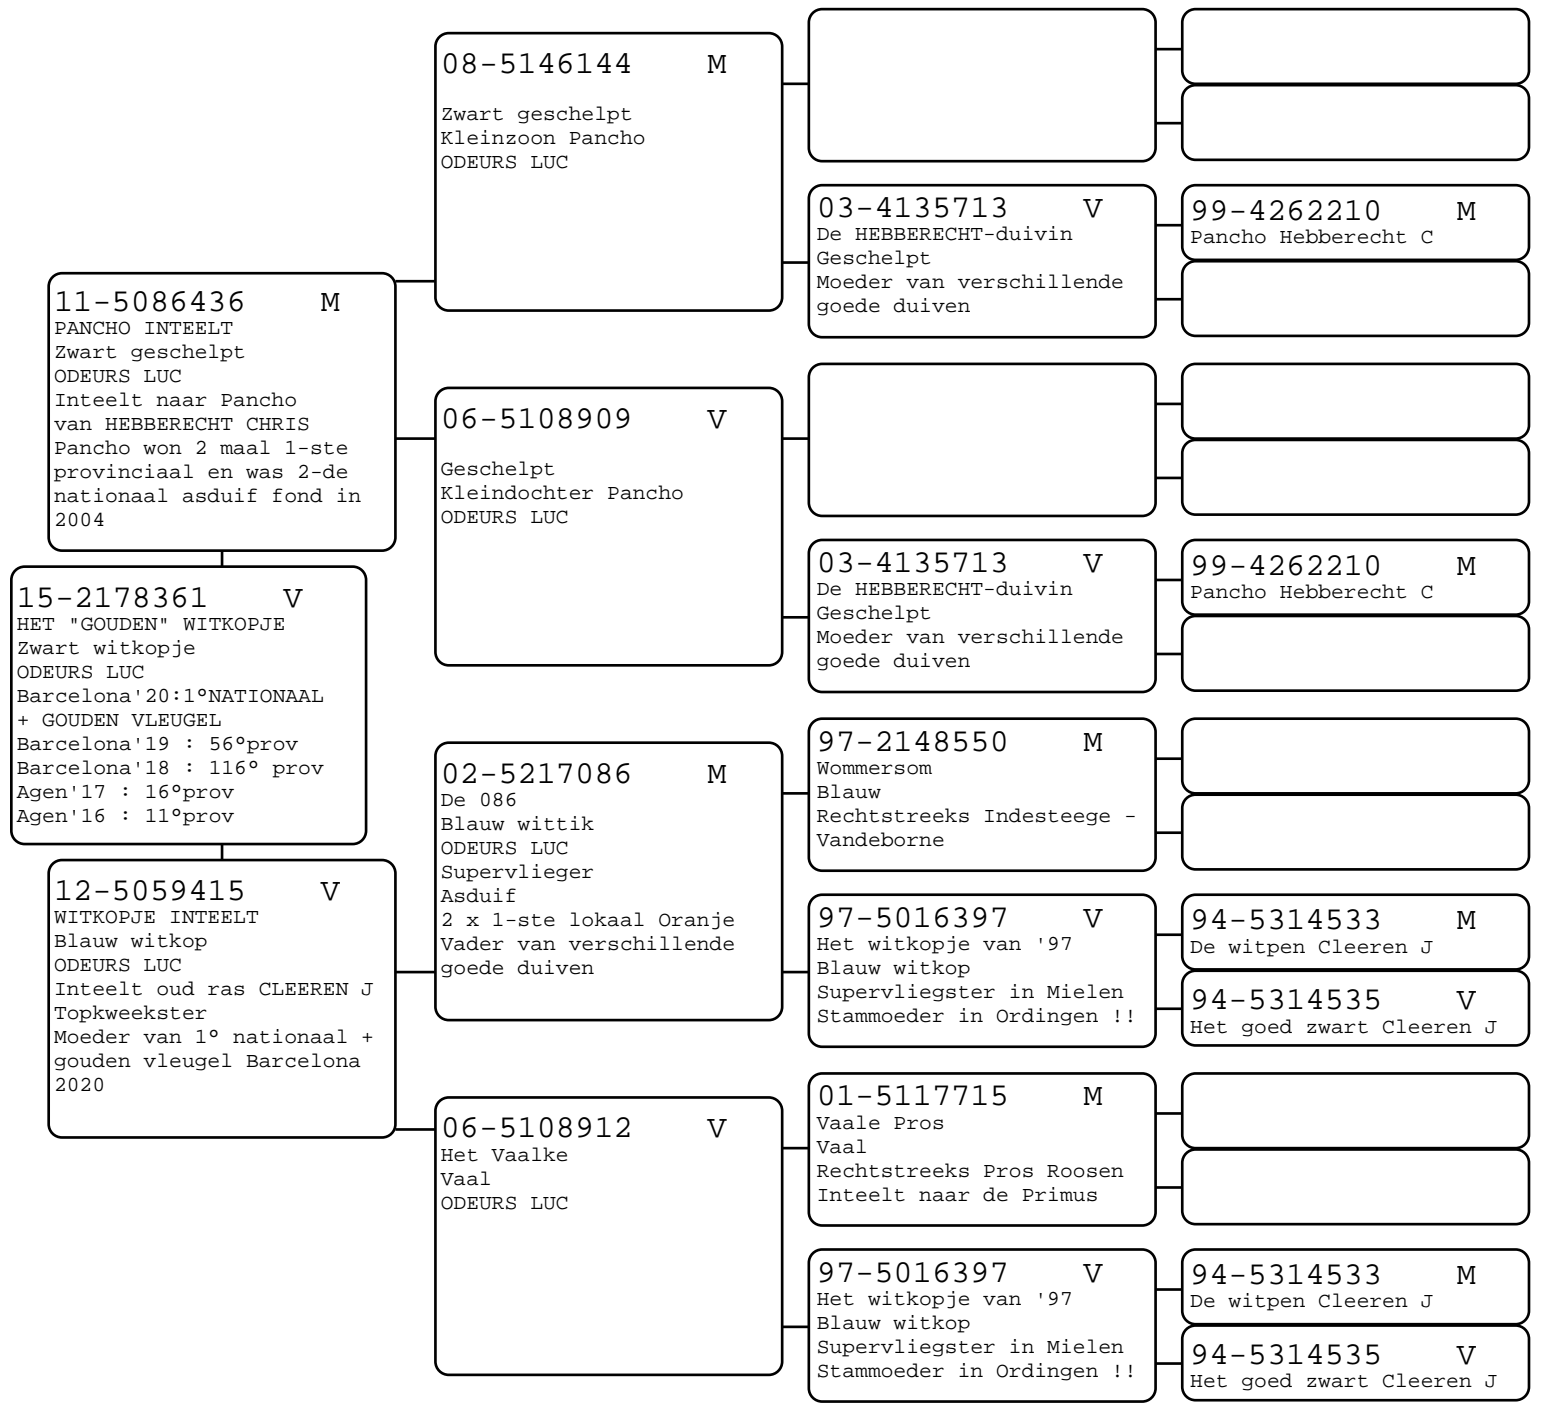 11-5086436 M
PANCHO INTEELT
Zwart geschelpt
ODEURS LUC
Inteelt naar Pancho
van HEBBERECHT CHRIS
Pancho won 2 maal 1-ste
provinciaal en was 2-de
nationaal asduif fond in
2004
15-2178361 V
HET "GOUDEN" WITKOPJE
Zwart witkopje
ODEURS LUC
Barcelona'20:1°NATIONAAL
+ GOUDEN VLEUGEL
Barcelona'19 : 56°prov
Barcelona'18 : 116° prov
Agen'17 : 16°prov
Agen'16 : 11°prov
12-5059415 V
WITKOPJE INTEELT
Blauw witkop
ODEURS LUC
Inteelt oud ras CLEEREN J
Topkweekster
Moeder van 1° nationaal +
gouden vleugel Barcelona
2020
08-5146144 M
Zwart geschelpt
Kleinzoon Pancho
ODEURS LUC
06-5108909 V
Geschelpt
Kleindochter Pancho
ODEURS LUC
02-5217086 M
De 086
Blauw wittik
ODEURS LUC
Supervlieger
Asduif
2 x 1-ste lokaal Oranje
Vader van verschillende
goede duiven
06-5108912 V
Het Vaalke
Vaal
ODEURS LUC
03-4135713 V
De HEBBERECHT-duivin
Geschelpt
Moeder van verschillende
goede duiven
03-4135713 V
De HEBBERECHT-duivin
Geschelpt
Moeder van verschillende
goede duiven
97-2148550 M
Wommersom
Blauw
Rechtstreeks Indesteege -
Vandeborne
97-5016397 V
Het witkopje van '97
Blauw witkop
Supervliegster in Mielen
Stammoeder in Ordingen !!
01-5117715 M
Vaale Pros
Vaal
Rechtstreeks Pros Roosen
Inteelt naar de Primus
97-5016397 V
Het witkopje van '97
Blauw witkop
Supervliegster in Mielen
Stammoeder in Ordingen !!
99-4262210 M
Pancho Hebberecht C
99-4262210 M
Pancho Hebberecht C
94-5314533 M
De witpen Cleeren J
94-5314535 V
Het goed zwart Cleeren J
94-5314533 M
De witpen Cleeren J
94-5314535 V
Het goed zwart Cleeren J